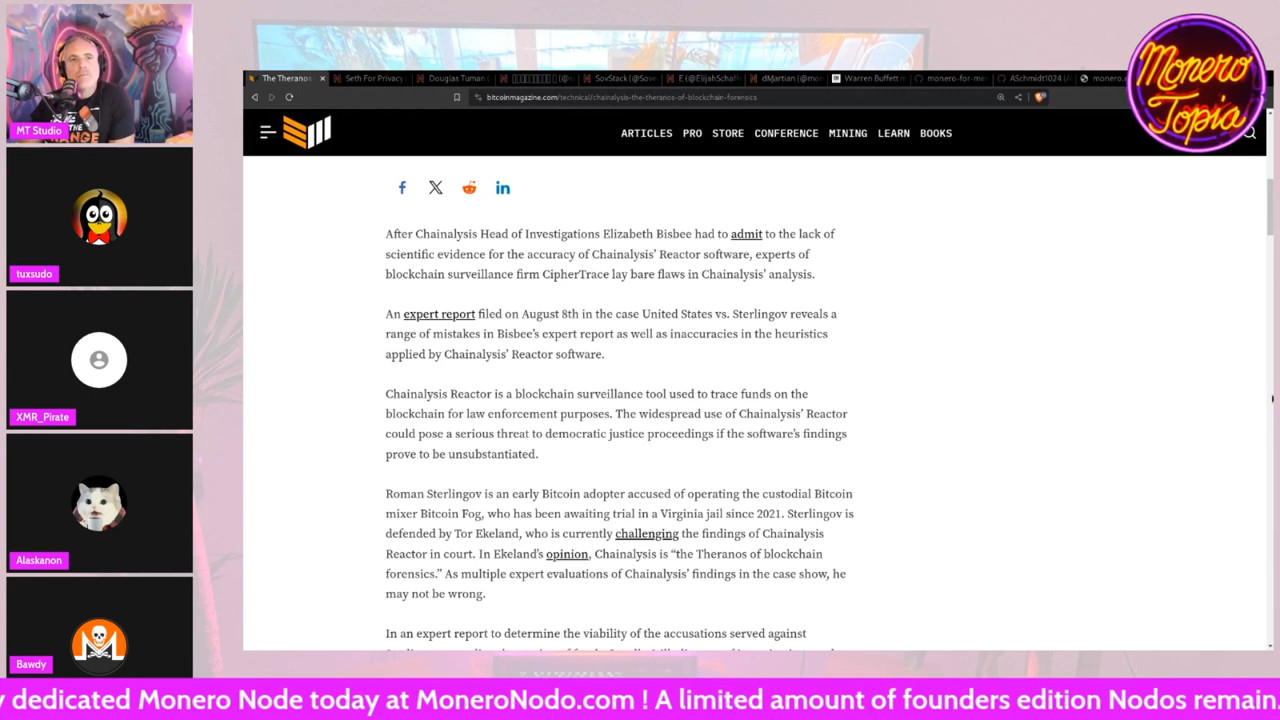 MT Studio
tuxsudo
XMR_Pirate
Alaskanon
Bawdy
The Theranos
Seth For Privacy
Douglas Tuman (
SovStack (@Sove
E (@ElijahSchaff
dMartian (@mon
Warren Buffett m
monero-for-mer
ASchmidt1024 (A
monero.
bitcoinmagazine.com/technical/chainalysis-the-theranos-of-blockchain-forensics
Monero
Topia
ARTICLES PRO STORE CONFERENCE MINING LEARN BOOKS
After Chainalysis Head of Investigations Elizabeth Bisbee had to admit to the lack of
scientific evidence for the accuracy of Chainalysis’ Reactor software, experts of
blockchain surveillance firm CipherTrace lay bare flaws in Chainalysis’ analysis.
An expert report filed on August 8th in the case United States vs. Sterlingov reveals a
range of mistakes in Bisbee’s expert report as well as inaccuracies in the heuristics
applied by Chainalysis’ Reactor software.
Chainalysis Reactor is a blockchain surveillance tool used to trace funds on the
blockchain for law enforcement purposes. The widespread use of Chainalysis’ Reactor
could pose a serious threat to democratic justice proceedings if the software’s findings
prove to be unsubstantiated.
Roman Sterlingov is an early Bitcoin adopter accused of operating the custodial Bitcoin
mixer Bitcoin Fog, who has been awaiting trial in a Virginia jail since 2021. Sterlingov is
defended by Tor Ekeland, who is currently challenging the findings of Chainalysis
Reactor in court. In Ekeland’s opinion, Chainalysis is “the Theranos of blockchain
forensics.” As multiple expert evaluations of Chainalysis’ findings in the case show, he
may not be wrong.
In an expert report to determine the viability of the accusations served against
y dedicated Monero Node today at MoneroNodo.com ! A limited amount of founders edition Nodos remain.